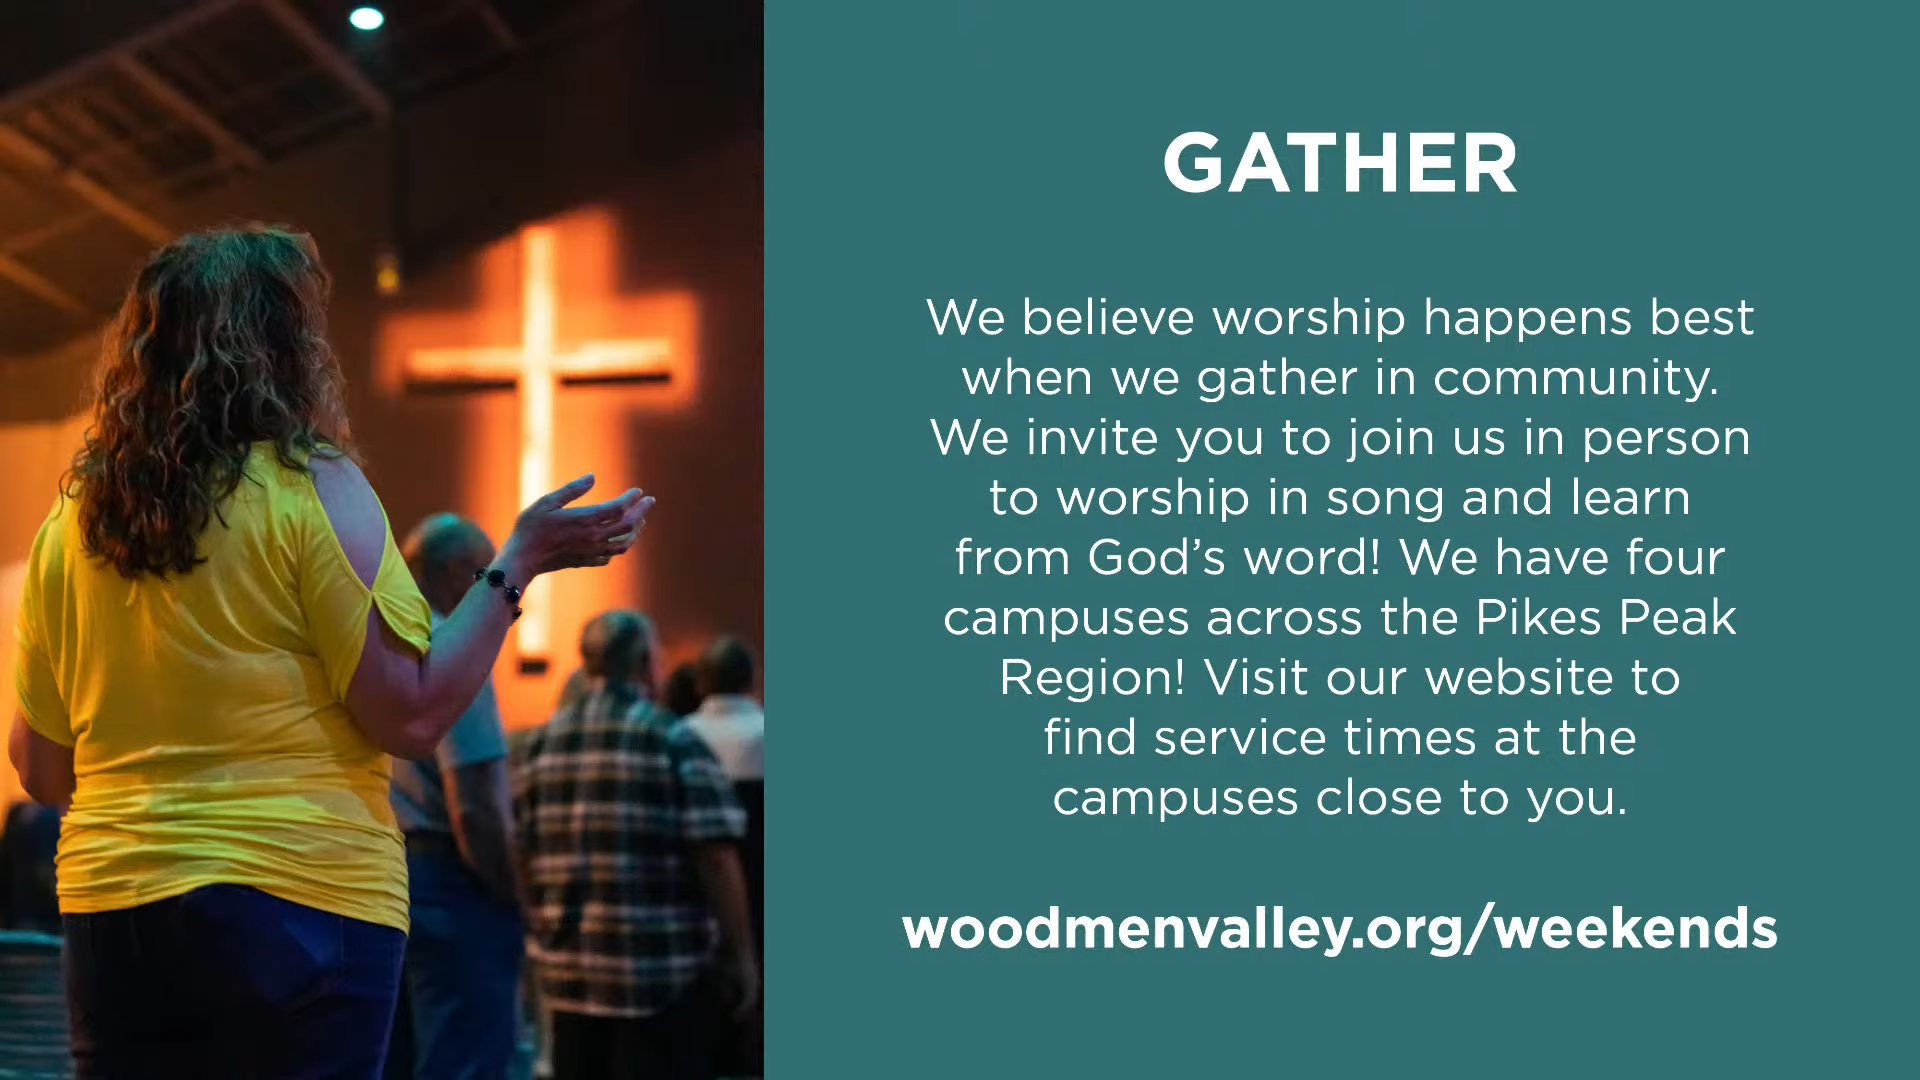 GATHER
We believe worship happens best
when we gather in community.
We invite you to join us in person
to worship in song and learn
from God’s word! We have four
campuses across the Pikes Peak
Region! Visit our website to
find service times at the
campuses close to you.
woodmenvalley.org/weekends